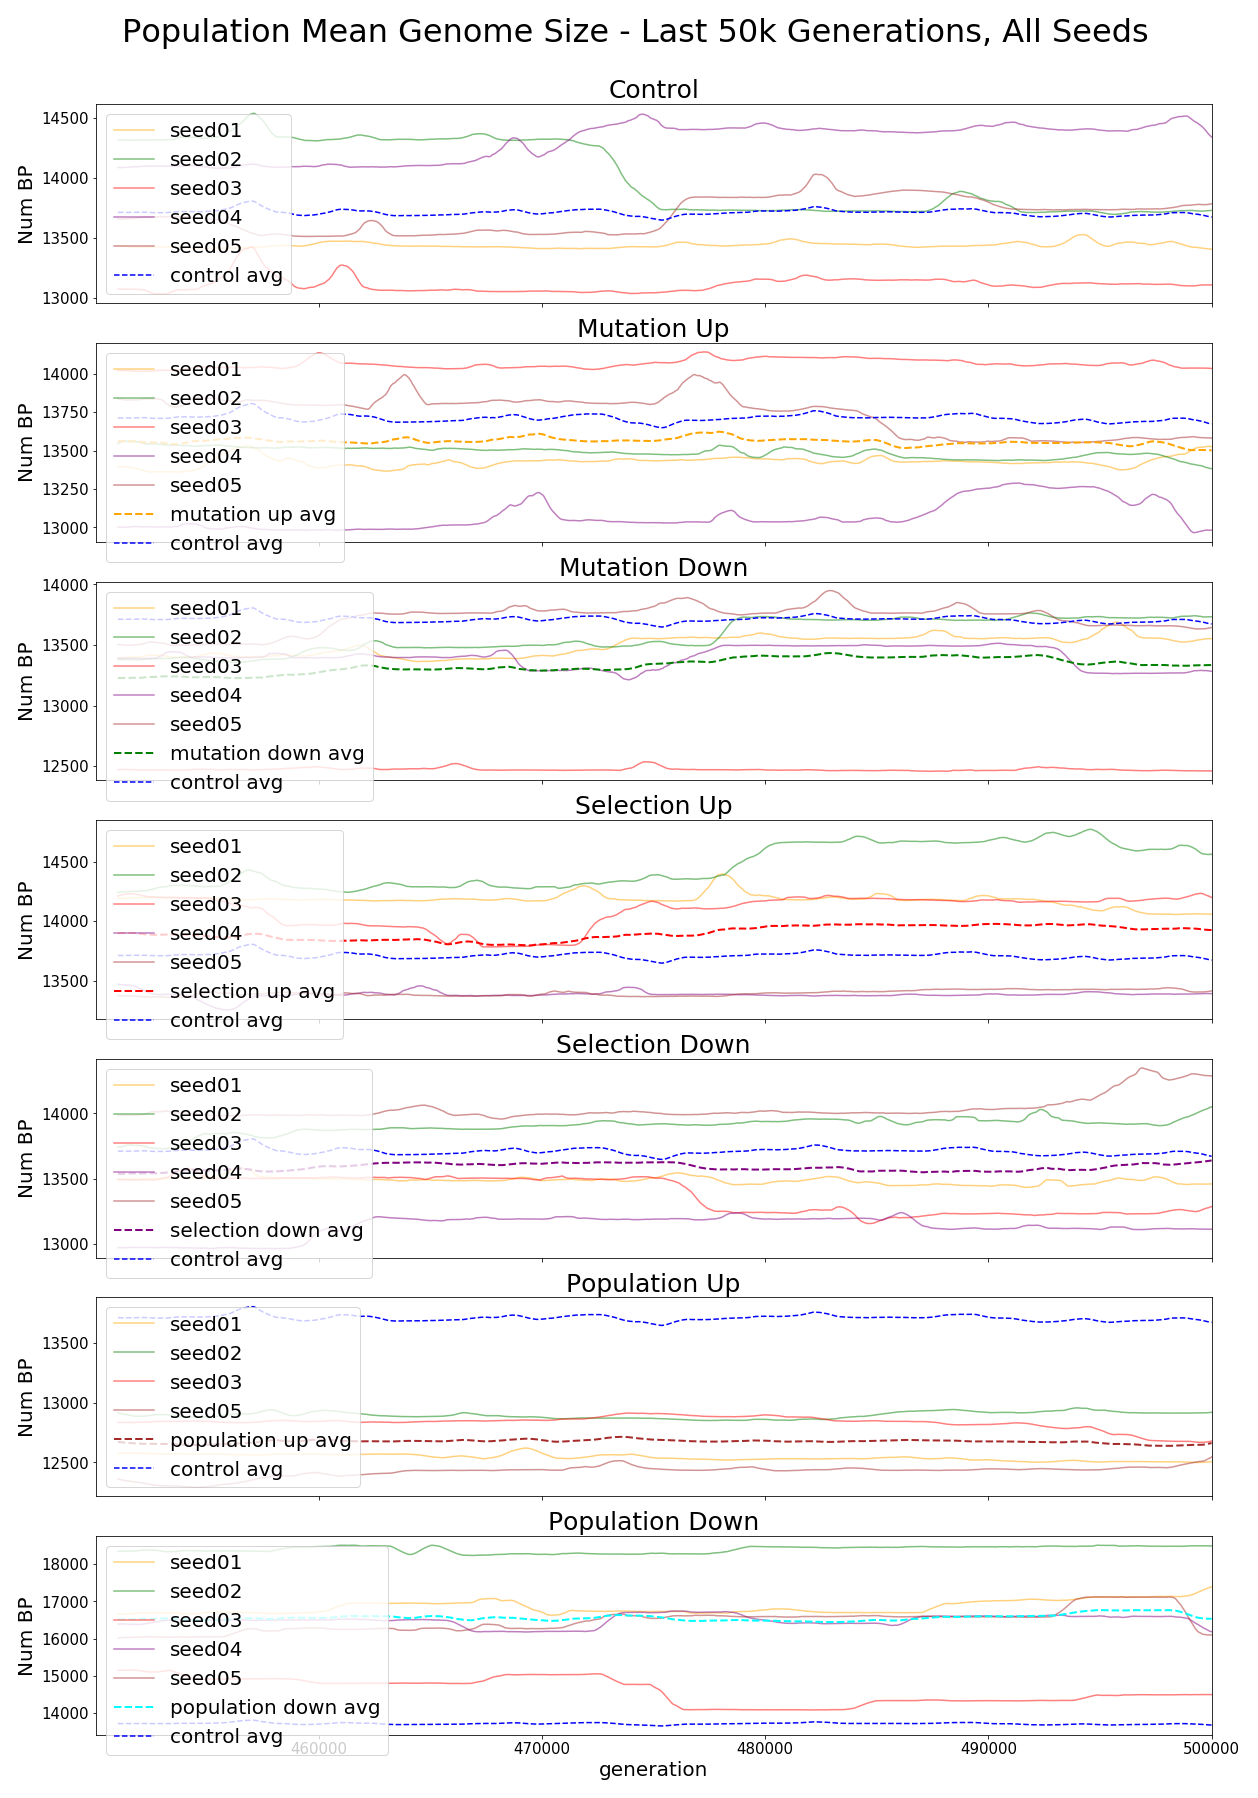 Population Mean Genome Size - Last 50k Generations, All Seeds
Control
Num BP
14500
14000
13500
13000
seed01
seed02
seed03
seed04
seed05
control avg
Mutation Up
Num BP
14000
13750
13500
13250
13000
seed01
seed02
seed03
seed04
seed05
mutation up avg
control avg
Mutation Down
Num BP
14000
13500
13000
12500
seed01
seed02
seed03
seed04
seed05
mutation down avg
control avg
Selection Up
Num BP
14500
14000
13500
seed01
seed02
seed03
seed04
seed05
selection up avg
control avg
Selection Down
Num BP
14000
13500
13000
seed01
seed02
seed03
seed04
seed05
selection down avg
control avg
Population Up
Num BP
13500
13000
12500
seed01
seed02
seed03
seed05
population up avg
control avg
Population Down
Num BP
18000
17000
16000
15000
14000
seed01
seed02
seed03
seed04
seed05
population down avg
control avg
460000 470000 480000 490000 500000
generation